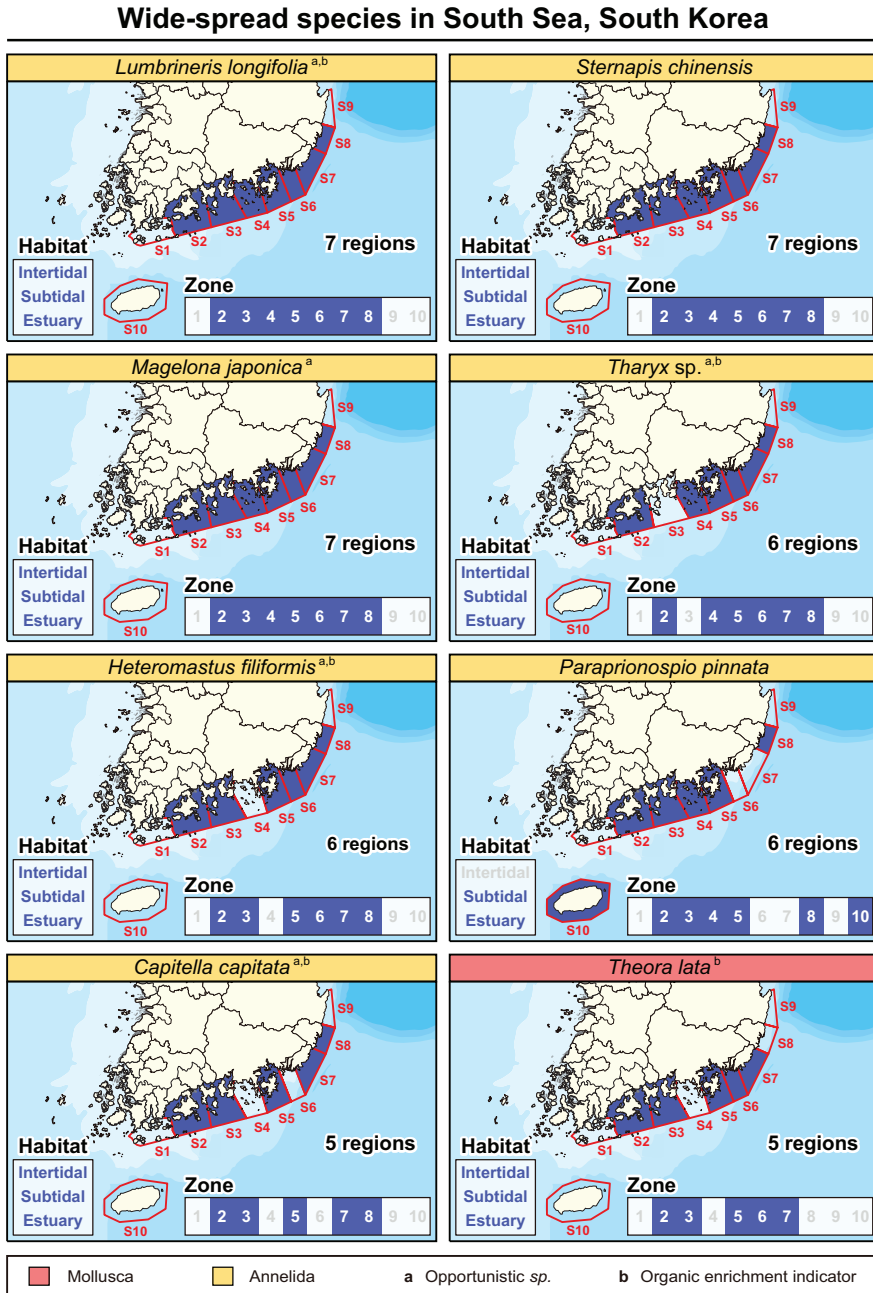 Wide-spread species in South Sea, South Korea
Lumbrineris longifolia a,b
S9
S8
S7
S6
S5
S4
S3
S2
S1
Habitat
7 regions
Intertidal
Subtidal
Estuary
S10
Zone
1 2 3 4 5 6 7 8 9 10
Sternapis chinensis
S9
S8
S7
S6
S5
S4
S3
S2
S1
Habitat
7 regions
Intertidal
Subtidal
Estuary
S10
Zone
1 2 3 4 5 6 7 8 9 10
Magelona japonica a
S9
S8
S7
S6
S5
S4
S3
S2
S1
Habitat
7 regions
Intertidal
Subtidal
Estuary
S10
Zone
1 2 3 4 5 6 7 8 9 10
Tharyx sp. a,b
S9
S8
S7
S6
S5
S4
S3
S2
S1
Habitat
6 regions
Intertidal
Subtidal
Estuary
S10
Zone
1 2 3 4 5 6 7 8 9 10
Heteromastus filiformis a,b
S9
S8
S7
S6
S5
S4
S3
S2
S1
Habitat
6 regions
Intertidal
Subtidal
Estuary
S10
Zone
1 2 3 4 5 6 7 8 9 10
Paraprionospio pinnata
S9
S8
S7
S6
S5
S4
S3
S2
S1
Habitat
6 regions
Intertidal
Subtidal
Estuary
S10
Zone
1 2 3 4 5 6 7 8 9 10
Capitella capitata a,b
S9
S8
S7
S6
S5
S4
S3
S2
S1
Habitat
5 regions
Intertidal
Subtidal
Estuary
S10
Zone
1 2 3 4 5 6 7 8 9 10
Theora lata b
S9
S8
S7
S6
S5
S4
S3
S2
S1
Habitat
5 regions
Intertidal
Subtidal
Estuary
S10
Zone
1 2 3 4 5 6 7 8 9 10
Mollusca Annelida a Opportunistic sp. b Organic enrichment indicator